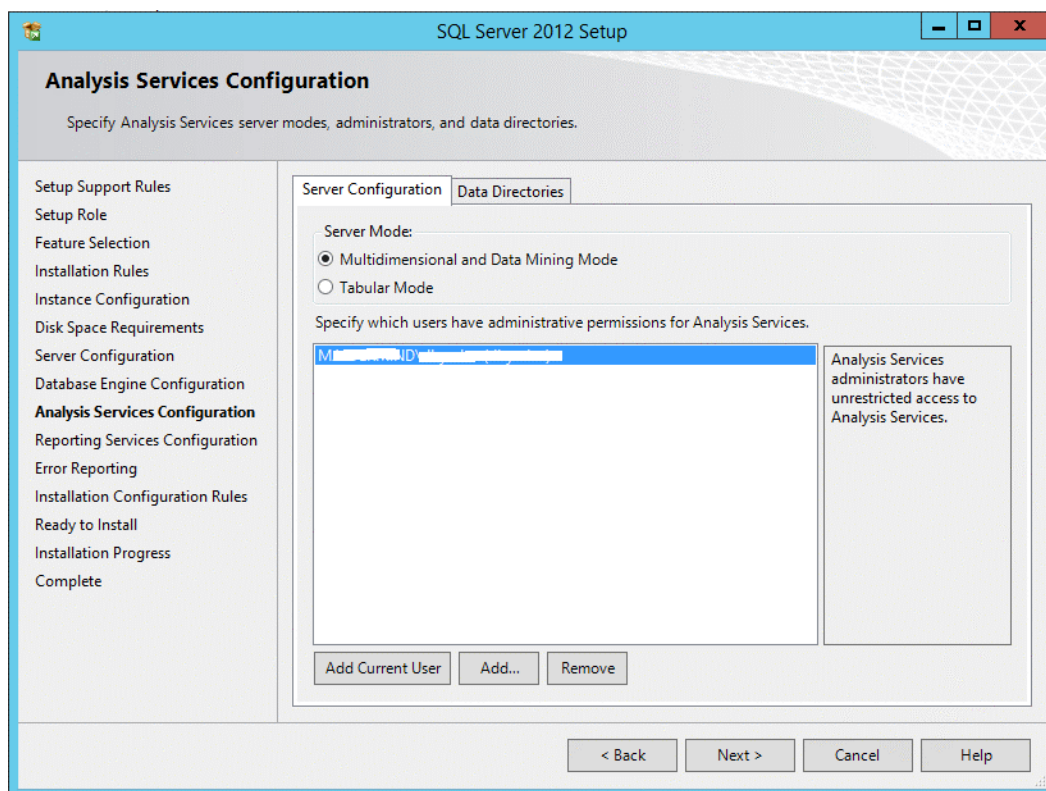 SQL Server 2012 Setup
Analysis Services Configuration
Specify Analysis Services server modes, administrators, and data directories.
Setup Support Rules
Setup Role
Feature Selection
Installation Rules
Instance Configuration
Disk Space Requirements
Server Configuration
Database Engine Configuration
Analysis Services Configuration
Reporting Services Configuration
Error Reporting
Installation Configuration Rules
Ready to Install
Installation Progress
Complete
Server Configuration
Data Directories
Server Mode:
Multidimensional and Data Mining Mode
Tabular Mode
Specify which users have administrative permissions for Analysis Services.
Analysis Services
administrators have
unrestricted access to
Analysis Services.
Add Current User
Add...
Remove
< Back
Next >
Cancel
Help